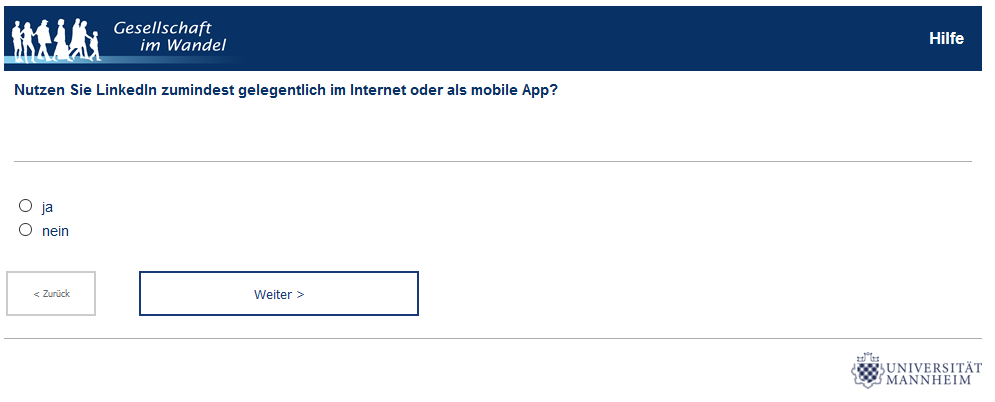 Gesellschaft
im Wandel
Hilfe
Nutzen Sie LinkedIn zumindest gelegentlich im Internet oder als mobile App?
ja
nein
< Zurück
Weiter >
UNIVERSITÄT
MANNHEIM